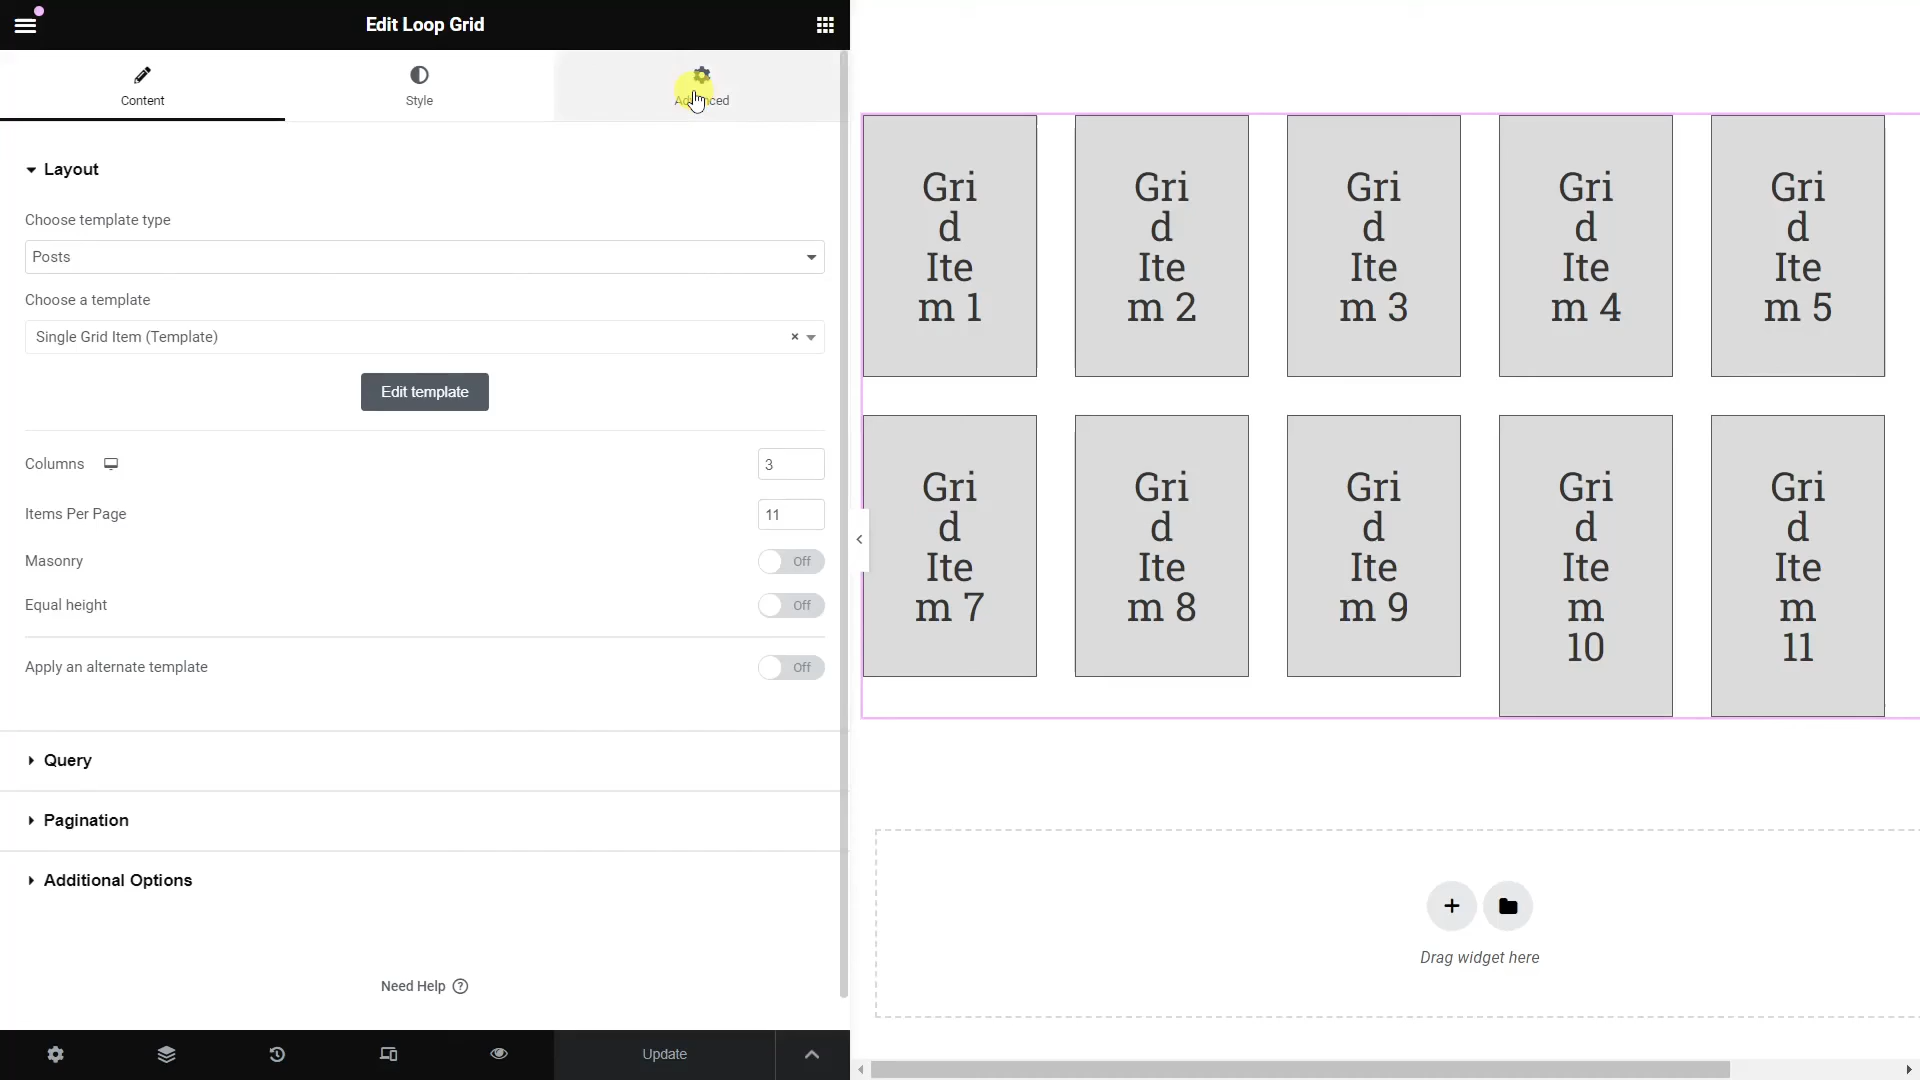 Edit Loop Grid
Content
Style
Advanced
Layout
Choose template type
Posts
Choose a template
Single Grid Item (Template)
×
Edit template
Columns
3
Items Per Page
11
Masonry
Off
Equal height
Off
Apply an alternate template
Off
Query
Pagination
Additional Options
Need Help ?
Update
Gri
d
Ite
m 1
Gri
d
Ite
m 2
Gri
d
Ite
m 3
Gri
d
Ite
m 4
Gri
d
Ite
m 5
Gri
d
Ite
m 7
Gri
d
Ite
m 8
Gri
d
Ite
m 9
Gri
d
Ite
m
10
Gri
d
Ite
m
11
Drag widget here